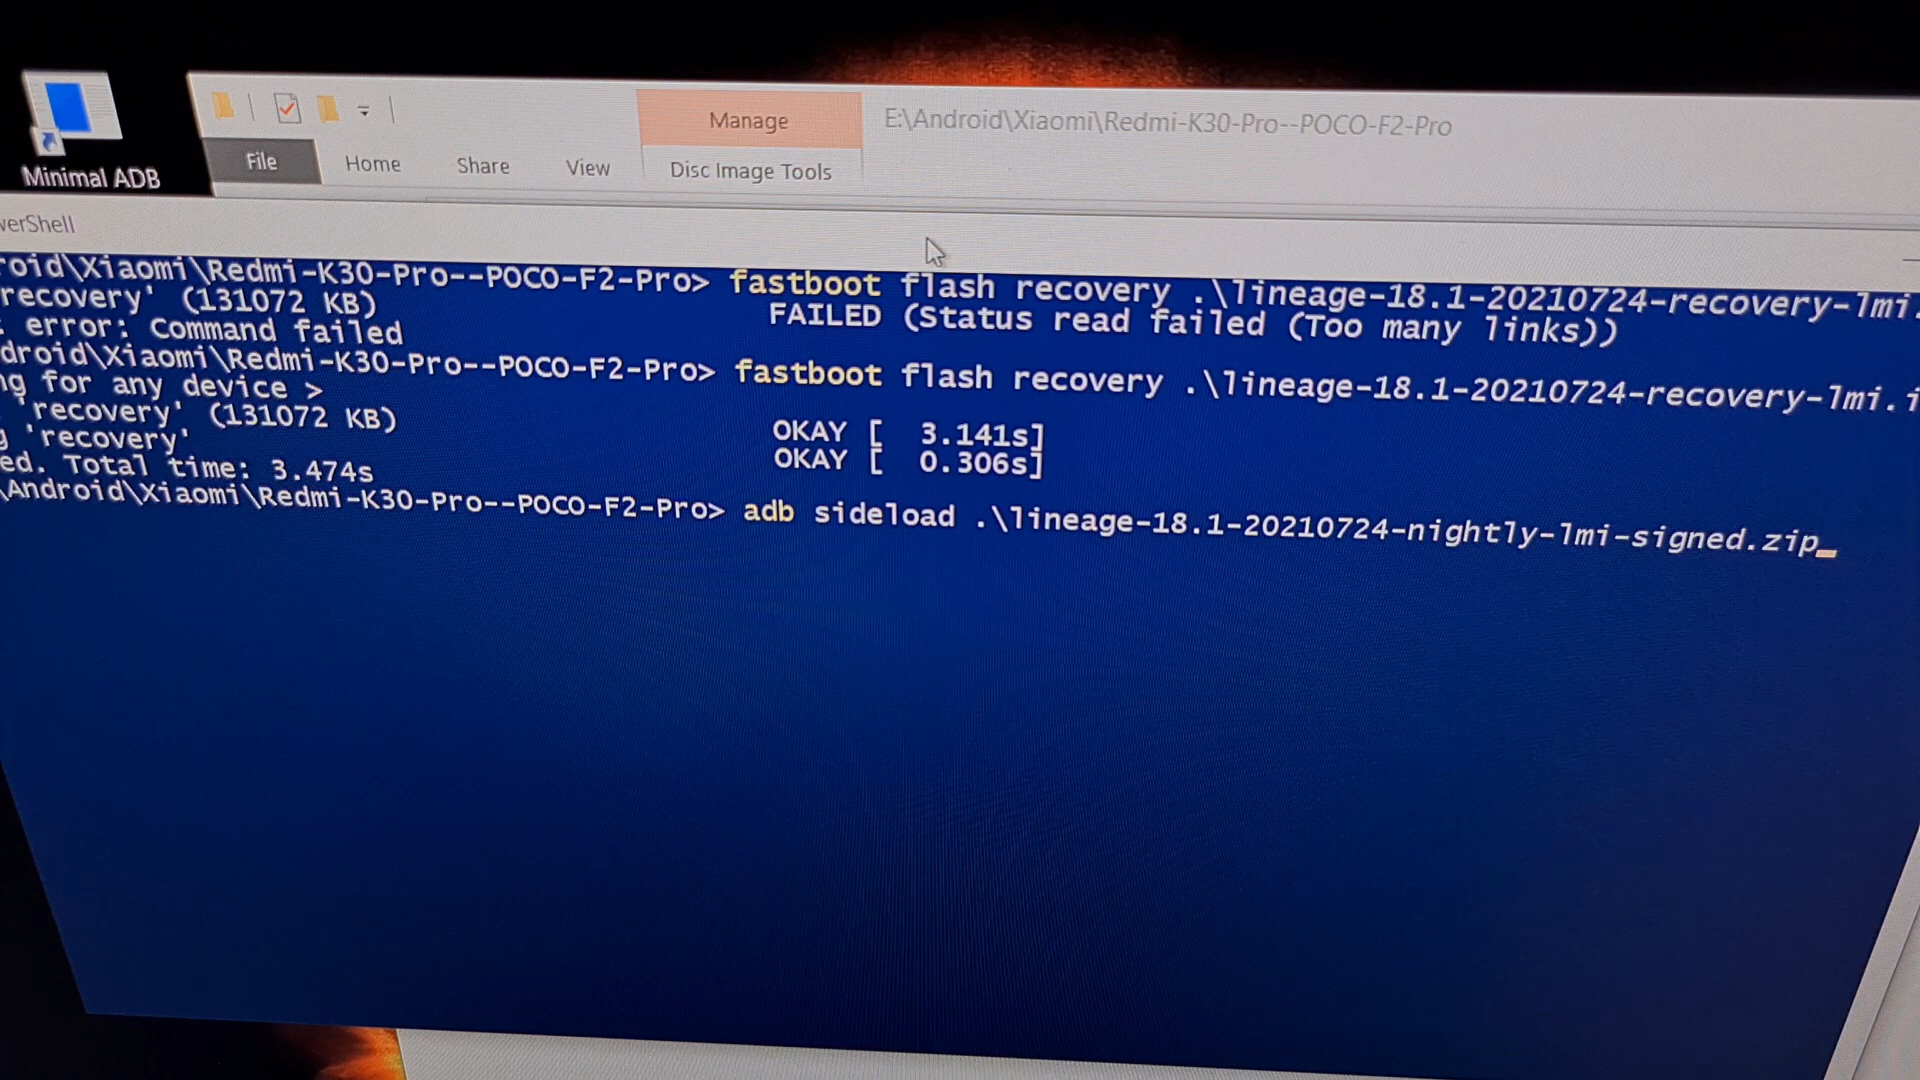 Minimal ADB
Manage
E:\Android\Xiaomi\Redmi-K30-Pro--POCO-F2-Pro
File
Home
Share
View
Disc Image Tools
verShell
roid\Xiaomi\Redmi-K30-Pro--POCO-F2-Pro> fastboot flash recovery .\lineage-18.1-20210724-recovery-lmi.
recovery' (131072 KB)
FAILED (Status read failed (Too many links))
: error: Command failed
droid\Xiaomi\Redmi-K30-Pro--POCO-F2-Pro> fastboot flash recovery .\lineage-18.1-20210724-recovery-lmi.i
ng for any device >
'recovery' (131072 KB)
OKAY [  3.141s]
g 'recovery'
OKAY [  0.306s]
ed. Total time: 3.474s
\Android\Xiaomi\Redmi-K30-Pro--POCO-F2-Pro> adb sideload .\lineage-18.1-20210724-nightly-lmi-signed.zip_